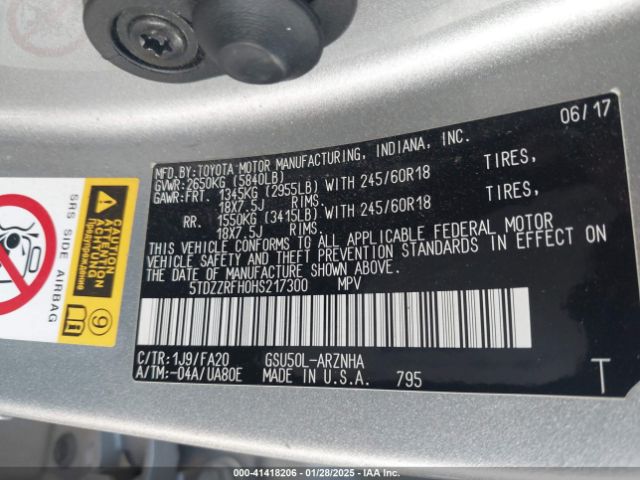 06/17
MFD.BY:TOYOTA MOTOR MANUFACTURING, INDIANA, INC.
GVWR:2650KG (5840LB)
GAWR:FRT. 1345KG (2955LB) WITH 245/60R18 TIRES,
18X7.5J RIMS.
RR. 1550KG (3415LB) WITH 245/60R18 TIRES,
18X7.5J RIMS.
THIS VEHICLE CONFORMS TO ALL APPLICABLE FEDERAL MOTOR
VEHICLE SAFETY AND THEFT PREVENTION STANDARDS IN EFFECT ON
THE DATE OF MANUFACTURE SHOWN ABOVE.
5TDZZRFH0HS217300 MPV
C/TR:1J9/FA20 GSU50L-ARZNHA
A/TM:-04A/UA80E MADE IN U.S.A. 795
T
SRS SIDE AIRBAG
CAUTION
ACTUNG
9
000-41418206 - 01/28/2025 - IAA Inc.